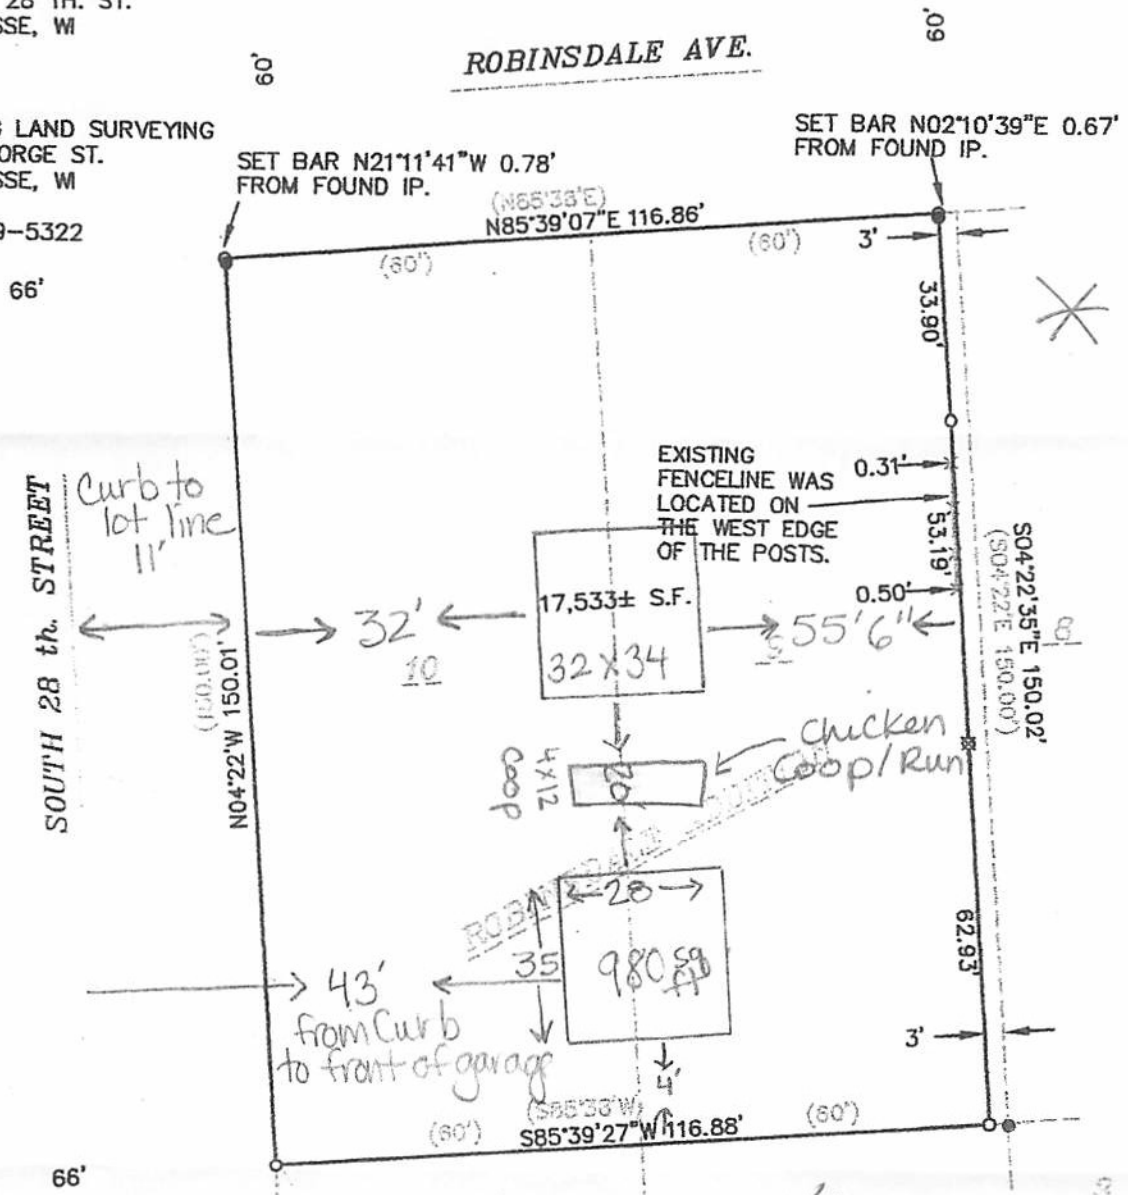 28 TH. ST.
SSE, WI
60'
ROBINSDALE AVE.
60'
LAND SURVEYING
ORGE ST.
SSE, WI
9-5322
66'
SET BAR N21°11'41"W 0.78'
FROM FOUND IP.
SET BAR N02°10'39"E 0.67'
FROM FOUND IP.
(N85°38'E)
N85°39'07"E 116.86'
(60')
(60')
3'
33.90'
EXISTING
FENCELINE WAS
LOCATED ON
THE WEST EDGE
OF THE POSTS.
0.31'
53.19'
0.50'
S04°22'35"E 150.02'
(S04°22'E 150.00')
SOUTH 28 th. STREET
Curb to
lot line
11'
N04°22'W 150.01'
(150.00')
32'
10
17,533± S.F.
32 X 34
9
55'6"
8
20
4x12
coop
Chicken
Coop/Run
ROBINSDALE ADDITION
28
35
980 sq
ft
43'
from Curb
to front of garage
62.93'
3'
4'
(S85°38'W)
S85°39'27"W 116.88'
(60')
(60')
66'